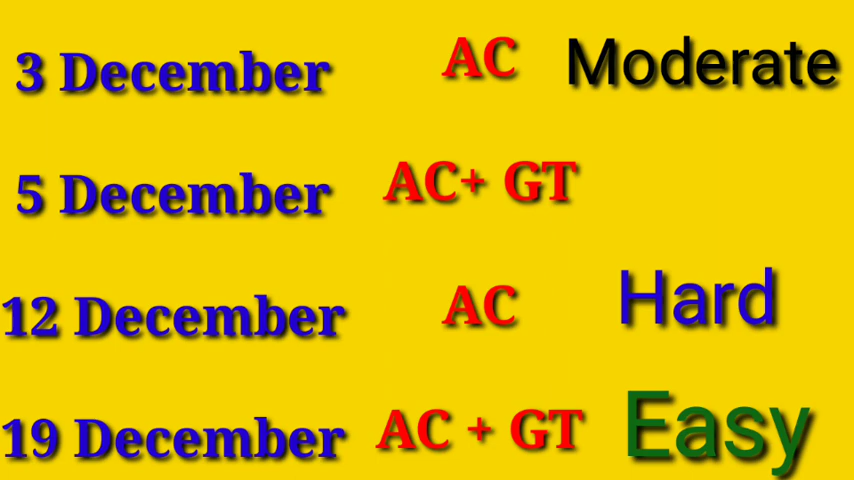 3 December AC Moderate
5 December AC+ GT
12 December AC Hard
19 December AC + GT Easy